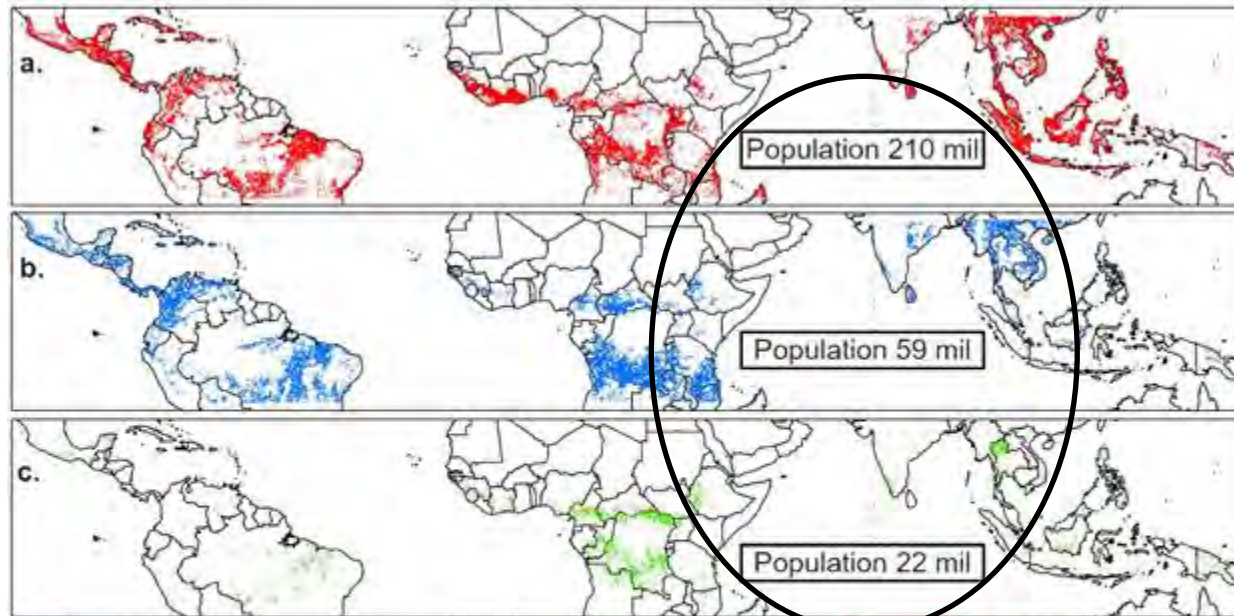 a.
Population 210 mil
b.
Population 59 mil
c.
Population 22 mil